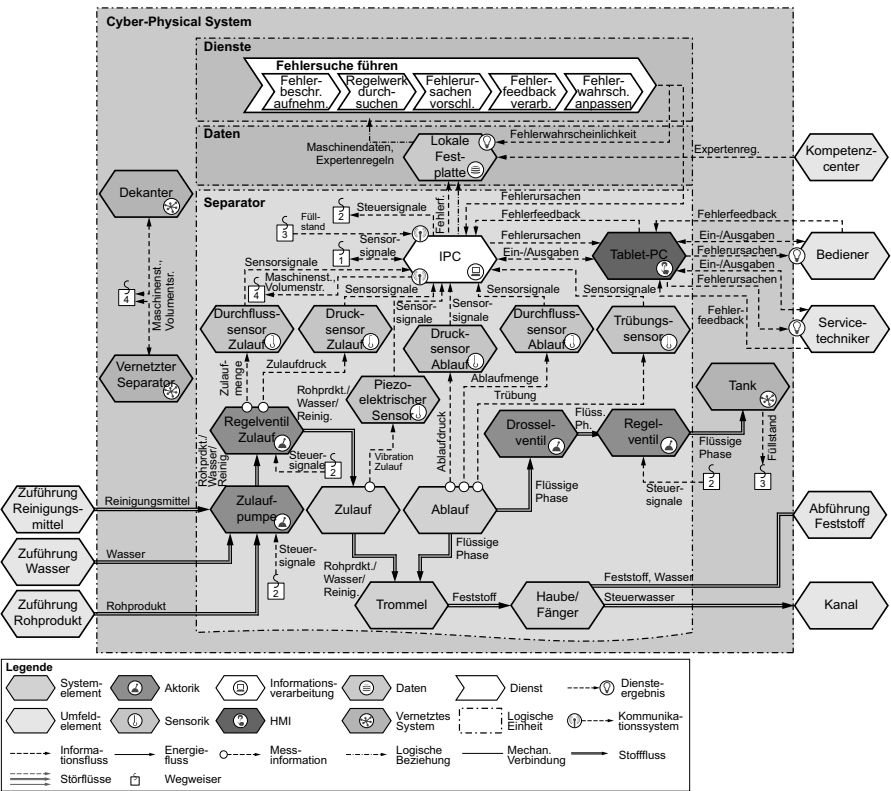 Cyber-Physical System
Dienste
Fehlersuche führen
Fehler-
beschr.
aufnehm.
Regelwerk
durch-
suchen
Fehlerur-
sachen
vorschl.
Fehler-
feedback
verarb.
Fehler-
wahrsch.
anpassen
Daten
Maschinendaten,
Expertenregeln
Lokale
Fest-
platte
Fehlerwahrscheinlichkeit
Expertenreg.
Kompetenz-
center
Dekanter
Maschinenst.,
Volumenstr.
4
Vernetzter
Separator
Separator
Steuersignale
2
Füll-
stand
3
Fehlerf.
Fehlerursachen
Fehlerfeedback
Fehlerursachen
Ein-/Ausgaben
Sensor-
signale
1
IPC
Tablet-PC
Fehlerfeedback
Ein-/Ausgaben
Fehlerursachen
Ein-/Ausgaben
Fehlerursachen
Bediener
Sensorsignale
Maschinenst.,
Volumenstr.
4
Sensorsignale
Sensor-
signale
Sensor-
signale
Sensorsignale
Sensorsignale
Fehler-
feedback
Service-
techniker
Durchfluss-
sensor
Zulauf
Druck-
sensor
Zulauf
Druck-
sensor
Ablauf
Durchfluss-
sensor
Ablauf
Trübungs-
sensor
Zulauf-
menge
Zulaufdruck
Rohprdkt./
Wasser/
Reinig.
Piezo-
elektrischer
Sensor
Ablaufmenge
Trübung
Ablaufdruck
Tank
Regelventil
Zulauf
Rohprdkt./
Wasser/
Reinig.
Steuer-
signale
2
Vibration
Zulauf
Drossel-
ventil
Flüss.
Ph.
Regel-
ventil
Flüssige
Phase
Füllstand
3
Steuer-
signale
2
Zuführung
Reinigungs-
mittel
Reinigungsmittel
Zulauf-
pumpe
Zulauf
Ablauf
Flüssige
Phase
Abführung
Feststoff
Zuführung
Wasser
Wasser
Steuer-
signale
2
Rohprdkt./
Wasser/
Reinig.
Flüssige
Phase
Zuführung
Rohprodukt
Rohprodukt
Trommel
Feststoff
Haube/
Fänger
Feststoff, Wasser
Steuerwasser
Kanal
Legende
System-
element
Aktorik
Informations-
verarbeitung
Daten
Dienst
Dienste-
ergebnis
Umfeld-
element
Sensorik
HMI
Vernetztes
System
Logische
Einheit
Kommunika-
tionssystem
Informa-
tionsfluss
Energie-
fluss
Mess-
information
Logische
Beziehung
Mechan.
Verbindung
Stofffluss
Störflüsse
Wegweiser